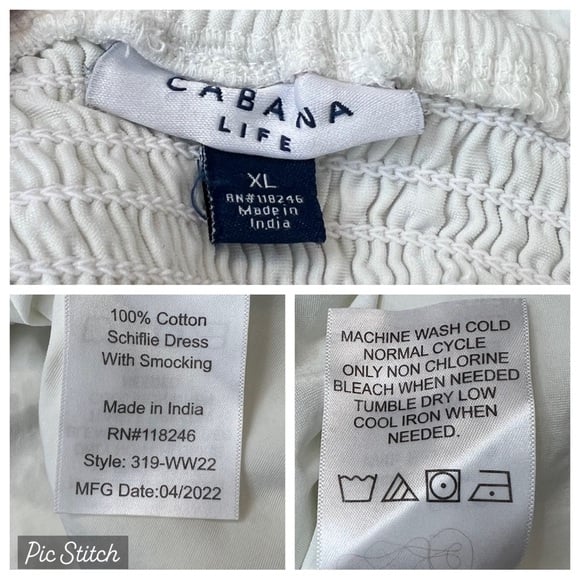 CABANA
LIFE
XL
RN#118246
Made in
India
100% Cotton
Schiflie Dress
With Smocking
Made in India
RN#118246
Style: 319-WW22
MFG Date:04/2022
MACHINE WASH COLD
NORMAL CYCLE
ONLY NON CHLORINE
BLEACH WHEN NEEDED
TUMBLE DRY LOW
COOL IRON WHEN
NEEDED.
Pic Stitch